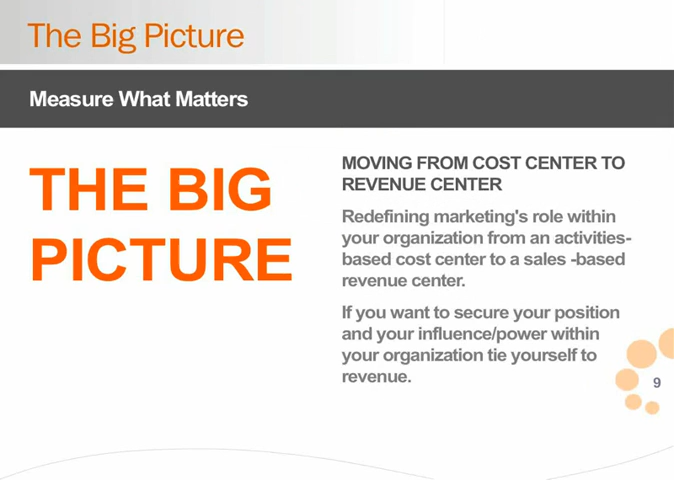 The Big Picture
Measure What Matters
THE BIG
PICTURE
MOVING FROM COST CENTER TO
REVENUE CENTER
Redefining marketing's role within
your organization from an activities-
based cost center to a sales -based
revenue center.
If you want to secure your position
and your influence/power within
your organization tie yourself to
revenue.
9